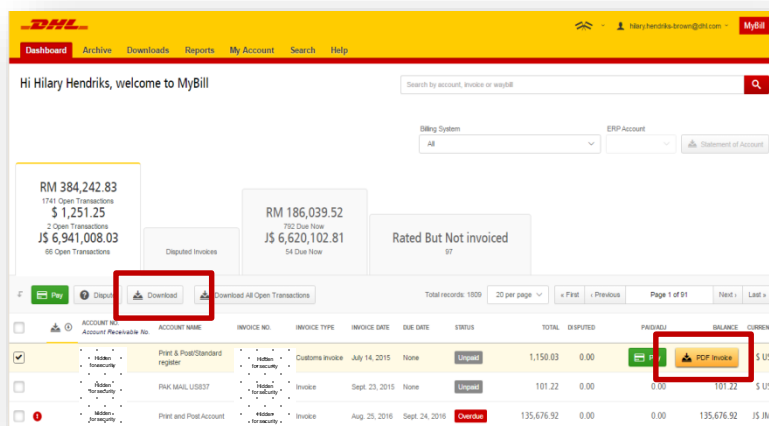 DHL
hilary.hendriks-brown@dhl.com
MyBill
Dashboard Archive Downloads Reports My Account Search Help
Hi Hilary Hendriks, welcome to MyBill
Search by account, invoice or waybill
Billing System
ERP Account
All
Statement of Account
RM 384,242.83
1741 Open Transactions
$ 1,251.25
2 Open Transactions
J$ 6,941,008.03
66 Open Transactions
Disputed Invoices
RM 186,039.52
792 Due Now
J$ 6,620,102.81
54 Due Now
Rated But Not invoiced
97
Pay Dispute Download Download All Open Transactions Total records: 1809 20 per page « First ‹ Previous Page 1 of 91 Next › Last »
ACCOUNT NO. Account Receivable No. ACCOUNT NAME INVOICE NO. INVOICE TYPE INVOICE DATE DUE DATE STATUS TOTAL DISPUTED PAID/ADJ BALANCE CURREN
Hidden for security Print & Post/Standard register Hidden for security Customs Invoice July 14, 2015 None Unpaid 1,150.03 0.00 Pay PDF Invoice $ US
Hidden for security PAK MAIL US837 Hidden for security Invoice Sept. 23, 2015 None Unpaid 101.22 0.00 0.00 101.22 $ US
Hidden for security Print and Post Account Hidden for security Invoice Aug. 25, 2016 Sept. 24, 2016 Overdue 135,676.92 0.00 0.00 135,676.92 J$ JM